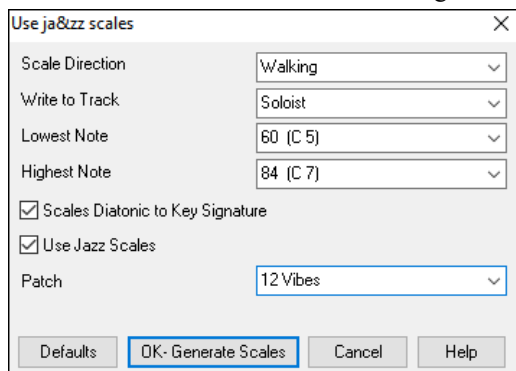 Use ja&zz scales
Scale Direction Walking
Write to Track Soloist
Lowest Note 60 (C 5)
Highest Note 84 (C 7)
Scales Diatonic to Key Signature
Use Jazz Scales
Patch 12 Vibes
Defaults OK- Generate Scales Cancel Help